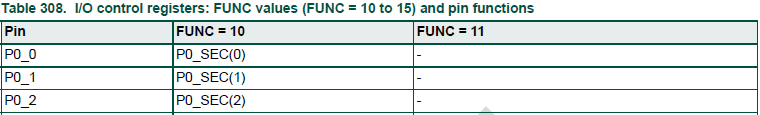 Table 308. I/O control registers: FUNC values (FUNC = 10 to 15) and pin functions
Pin FUNC = 10 FUNC = 11
P0_0 P0_SEC(0) -
P0_1 P0_SEC(1) -
P0_2 P0_SEC(2) -